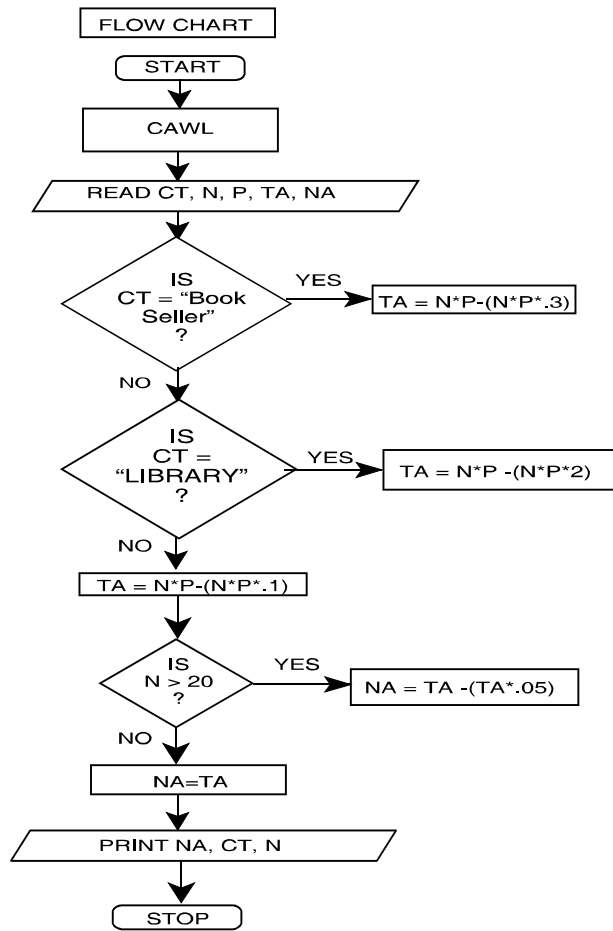 FLOW CHART
START
CAWL
READ CT, N, P, TA, NA
IS
CT = “Book
Seller”
?
YES
TA = N*P-(N*P*.3)
NO
IS
CT =
“LIBRARY”
?
YES
TA = N*P -(N*P*2)
NO
TA = N*P-(N*P*.1)
IS
N > 20
?
YES
NA = TA -(TA*.05)
NO
NA=TA
PRINT NA, CT, N
STOP